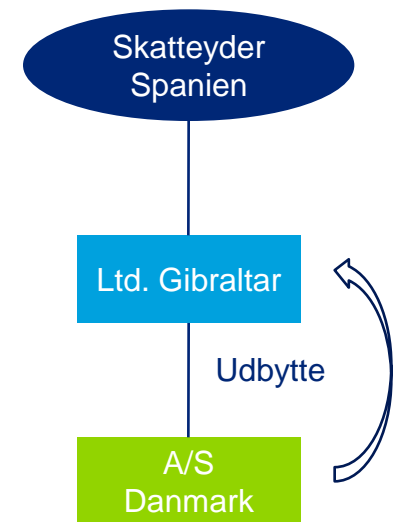 Skatteyder
Spanien
Ltd. Gibraltar
Udbytte
A/S
Danmark